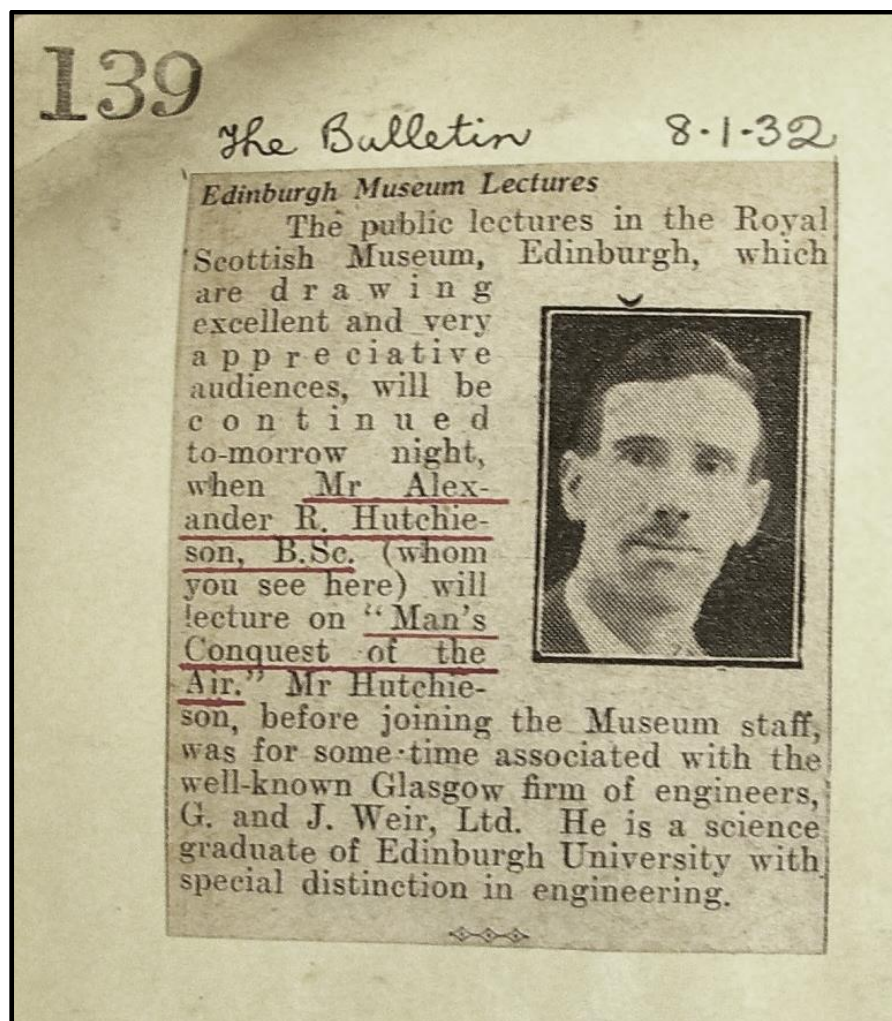 139
The Bulletin 8·1·32
Edinburgh Museum Lectures
The public lectures in the Royal
Scottish Museum, Edinburgh, which
are drawing
excellent and very
appreciative
audiences, will be
continued
to-morrow night,
when Mr Alex-
ander R. Hutchie-
son, B.Sc. (whom
you see here) will
lecture on "Man's
Conquest of the
Air." Mr Hutchie-
son, before joining the Museum staff,
was for some time associated with the
well-known Glasgow firm of engineers,
G. and J. Weir, Ltd. He is a science
graduate of Edinburgh University with
special distinction in engineering.